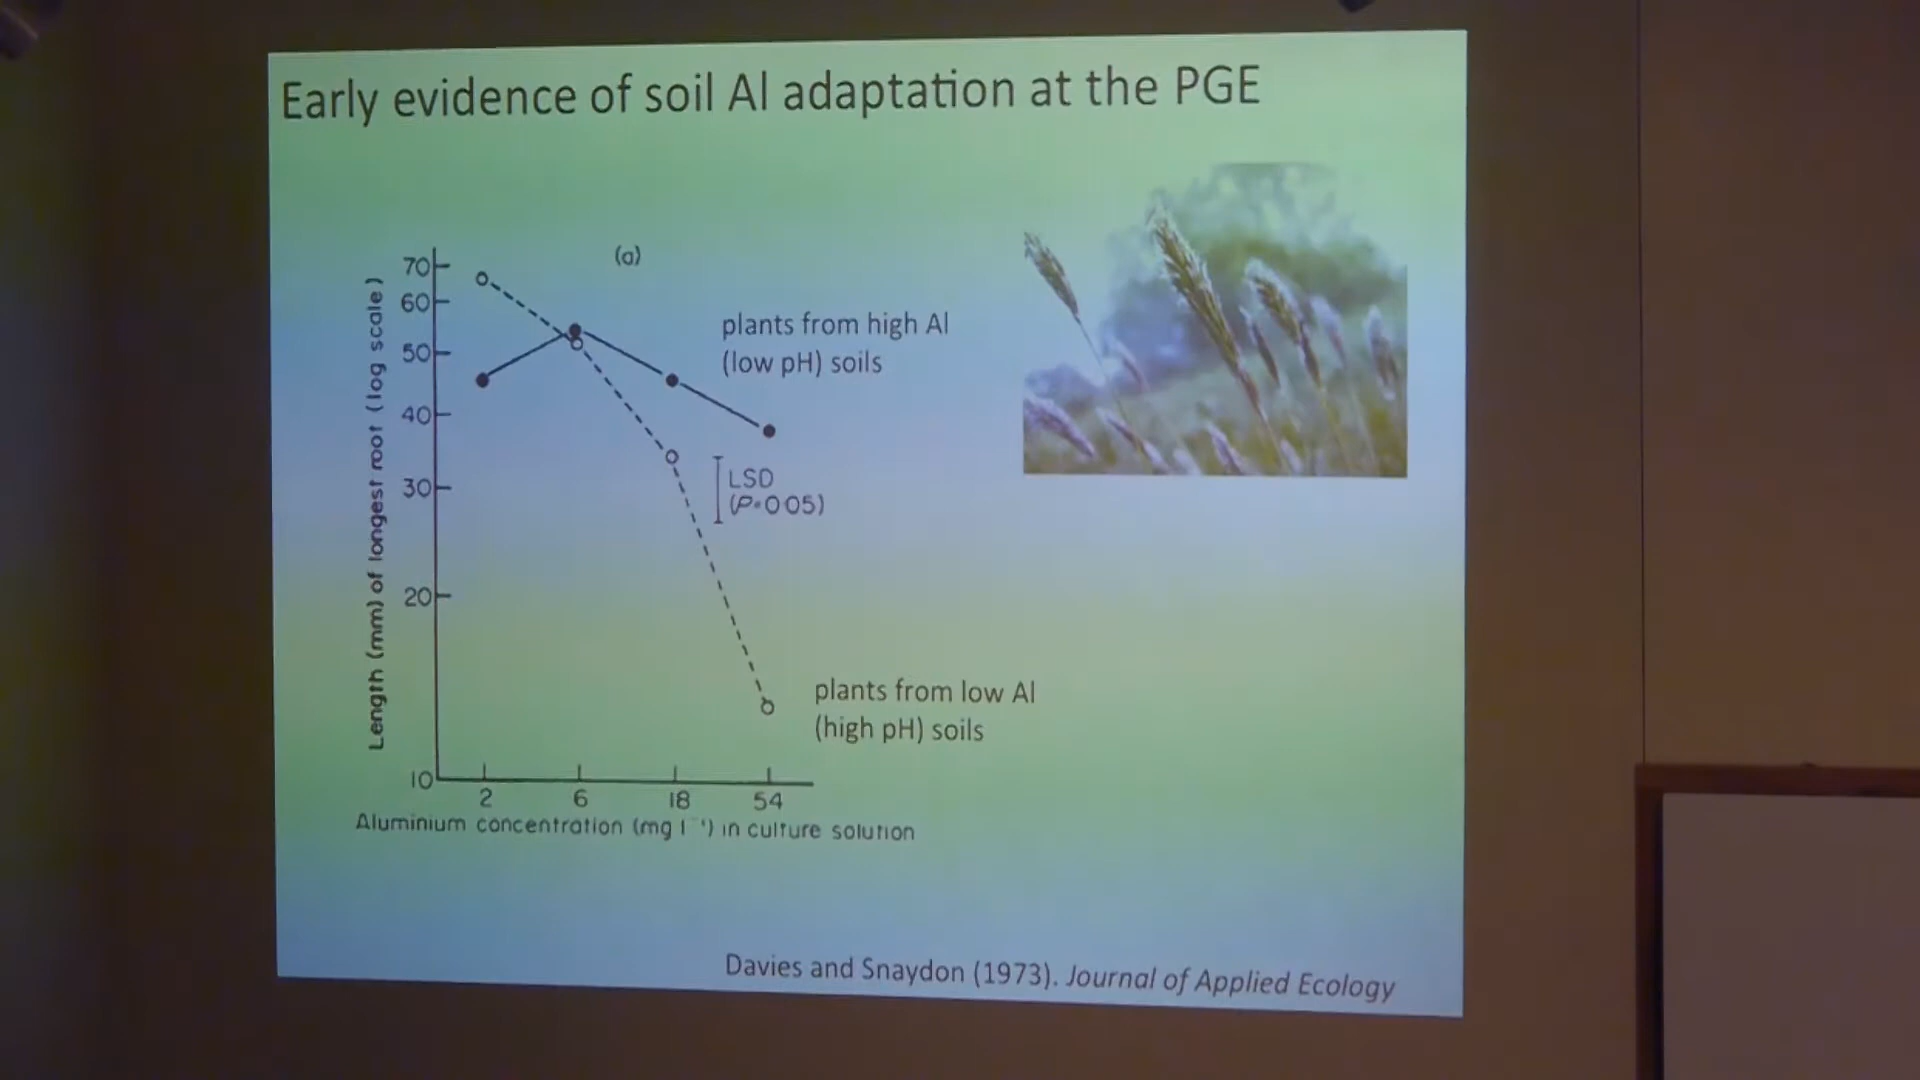 Early evidence of soil Al adaptation at the PGE
(a)
Length (mm) of longest root (log scale)
70
60
50
40
30
20
10
plants from high Al
(low pH) soils
LSD
(P·005)
plants from low Al
(high pH) soils
2 6 18 54
Aluminium concentration (mg l⁻¹) in culture solution
Davies and Snaydon (1973). Journal of Applied Ecology